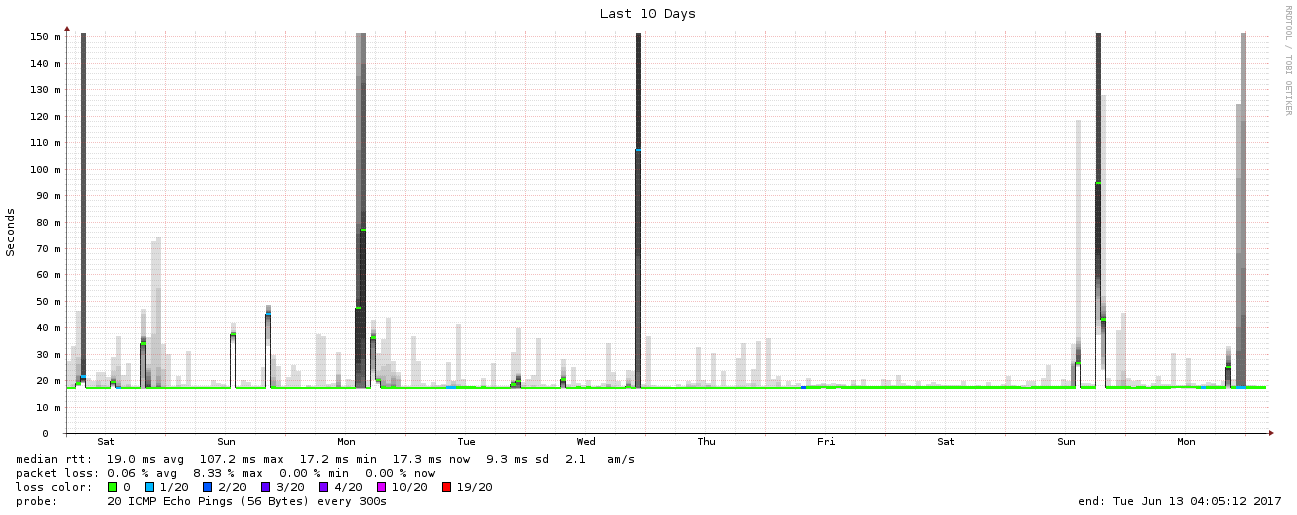 Last 10 Days
RRDTOOL / TOBI OETIKER
Seconds
150 m
140 m
130 m
120 m
110 m
100 m
90 m
80 m
70 m
60 m
50 m
40 m
30 m
20 m
10 m
0
Sat Sun Mon Tue Wed Thu Fri Sat Sun Mon
median rtt: 19.0 ms avg 107.2 ms max 17.2 ms min 17.3 ms now 9.3 ms sd 2.1 am/s
packet loss: 0.06 % avg 8.33 % max 0.00 % min 0.00 % now
loss color: 0 1/20 2/20 3/20 4/20 10/20 19/20
probe: 20 ICMP Echo Pings (56 Bytes) every 300s end: Tue Jun 13 04:05:12 2017